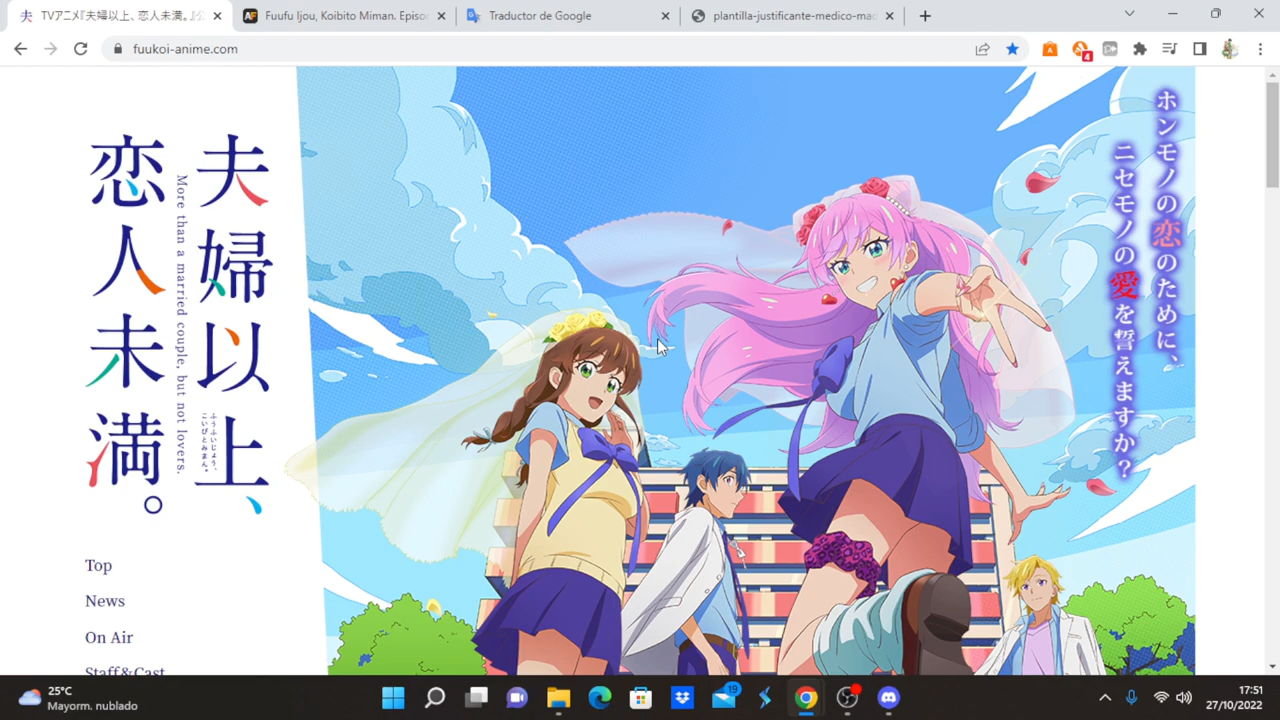 TVアニメ『夫婦以上、恋人未満。』公
Fuufu Ijou, Koibito Miman. Episo
Traductor de Google
plantilla-justificante-medico-mad
fuukoi-anime.com
4
夫婦以上、
ふうふいじょう、
こいびとみまん。
More than a married couple, but not lovers.
恋人未満。
ホンモノの恋のために、
ニセモノの愛を誓えますか?
Top
News
On Air
Staff&Cast
25°C
Mayorm. nublado
19
17:51
27/10/2022